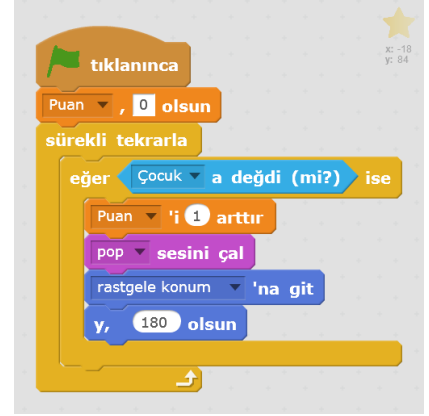 x: -18
y: 84
tıklanınca
Puan , 0 olsun
sürekli tekrarla
eğer Çocuk a değdi (mi?) ise
Puan 'i 1 arttır
pop sesini çal
rastgele konum 'na git
y, 180 olsun